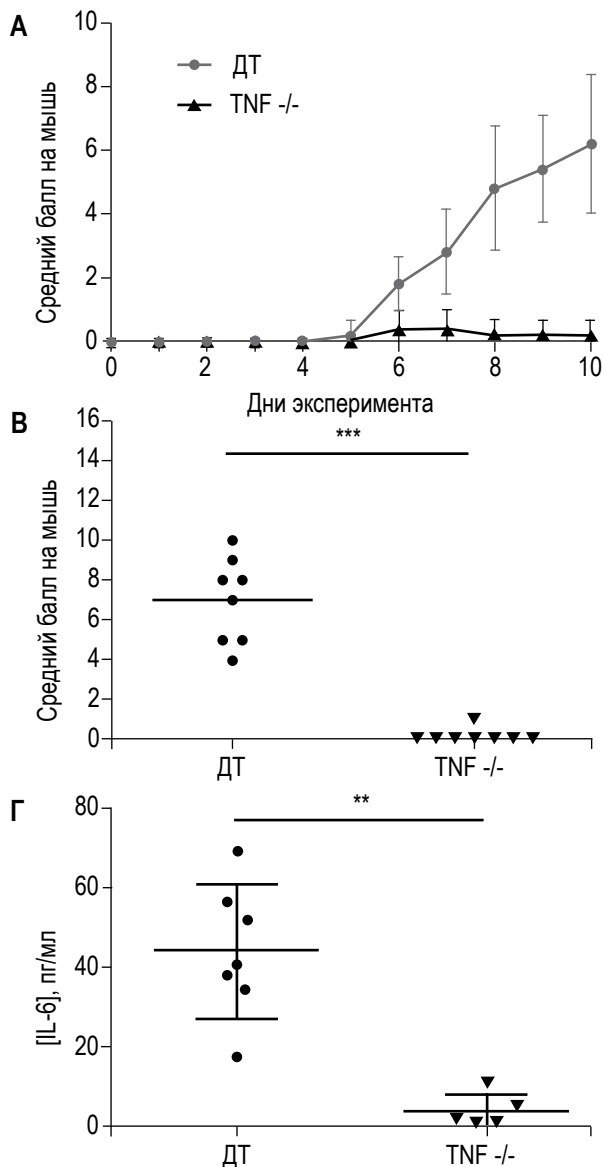 А
Средний балл на мышь
10
8
6
4
2
0
ДТ
TNF -/-
0 2 4 6 8 10
Дни эксперимента
В
Средний балл на мышь
16
14
12
10
8
6
4
2
0
***
ДТ TNF -/-
Г
[IL-6], пг/мл
80
60
40
20
0
**
ДТ TNF -/-